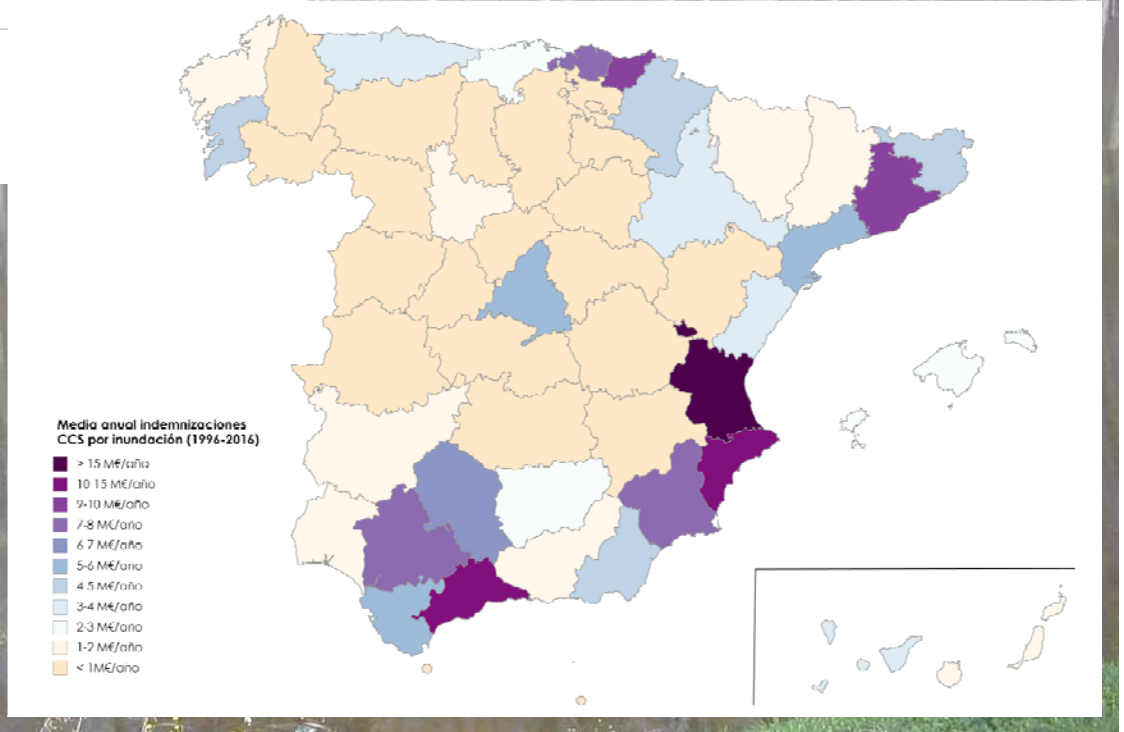 Media anual indemnizaciones
CCS por inundación (1996-2016)
> 15 M€/año
10 15 M€/año
9-10 M€/año
7-8 M€/año
6 7 M€/año
5-6 M€/año
4 5 M€/año
3-4 M€/año
2-3 M€/año
1-2 M€/año
< 1M€/año